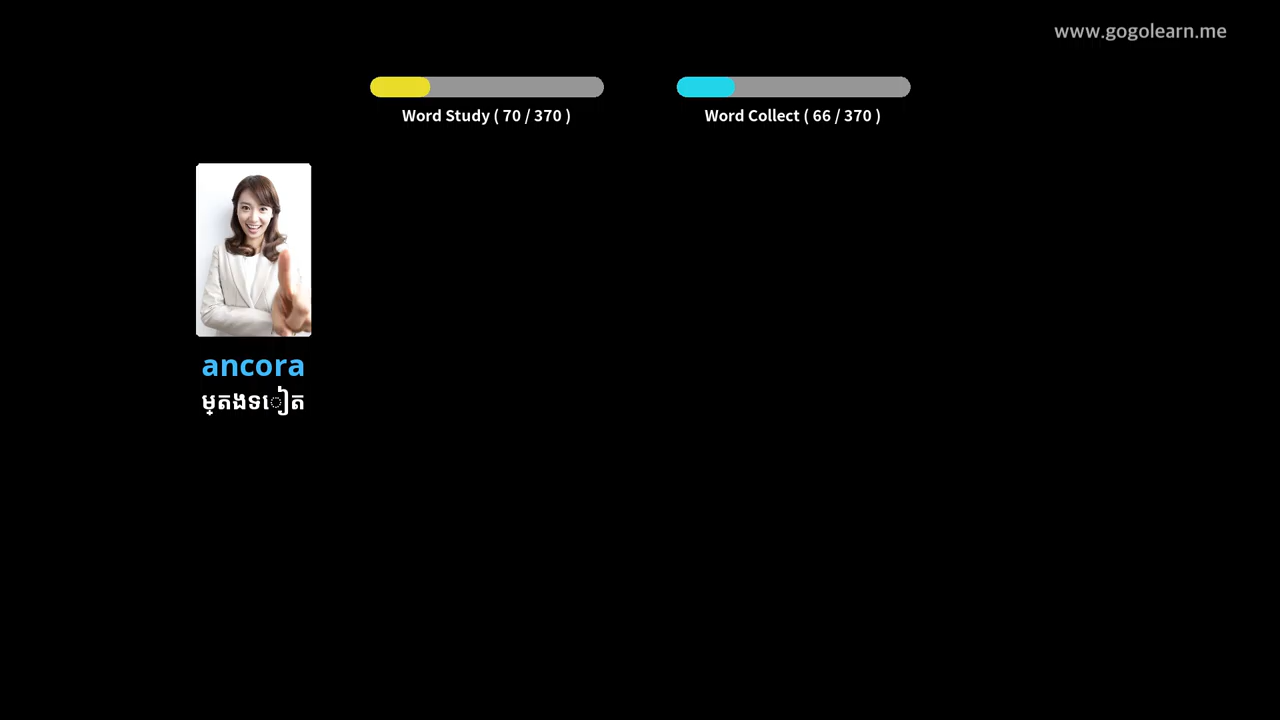 www.gogolearn.me
Word Study ( 70 / 370 )
Word Collect ( 66 / 370 )
ancora
ម្តងទៀត